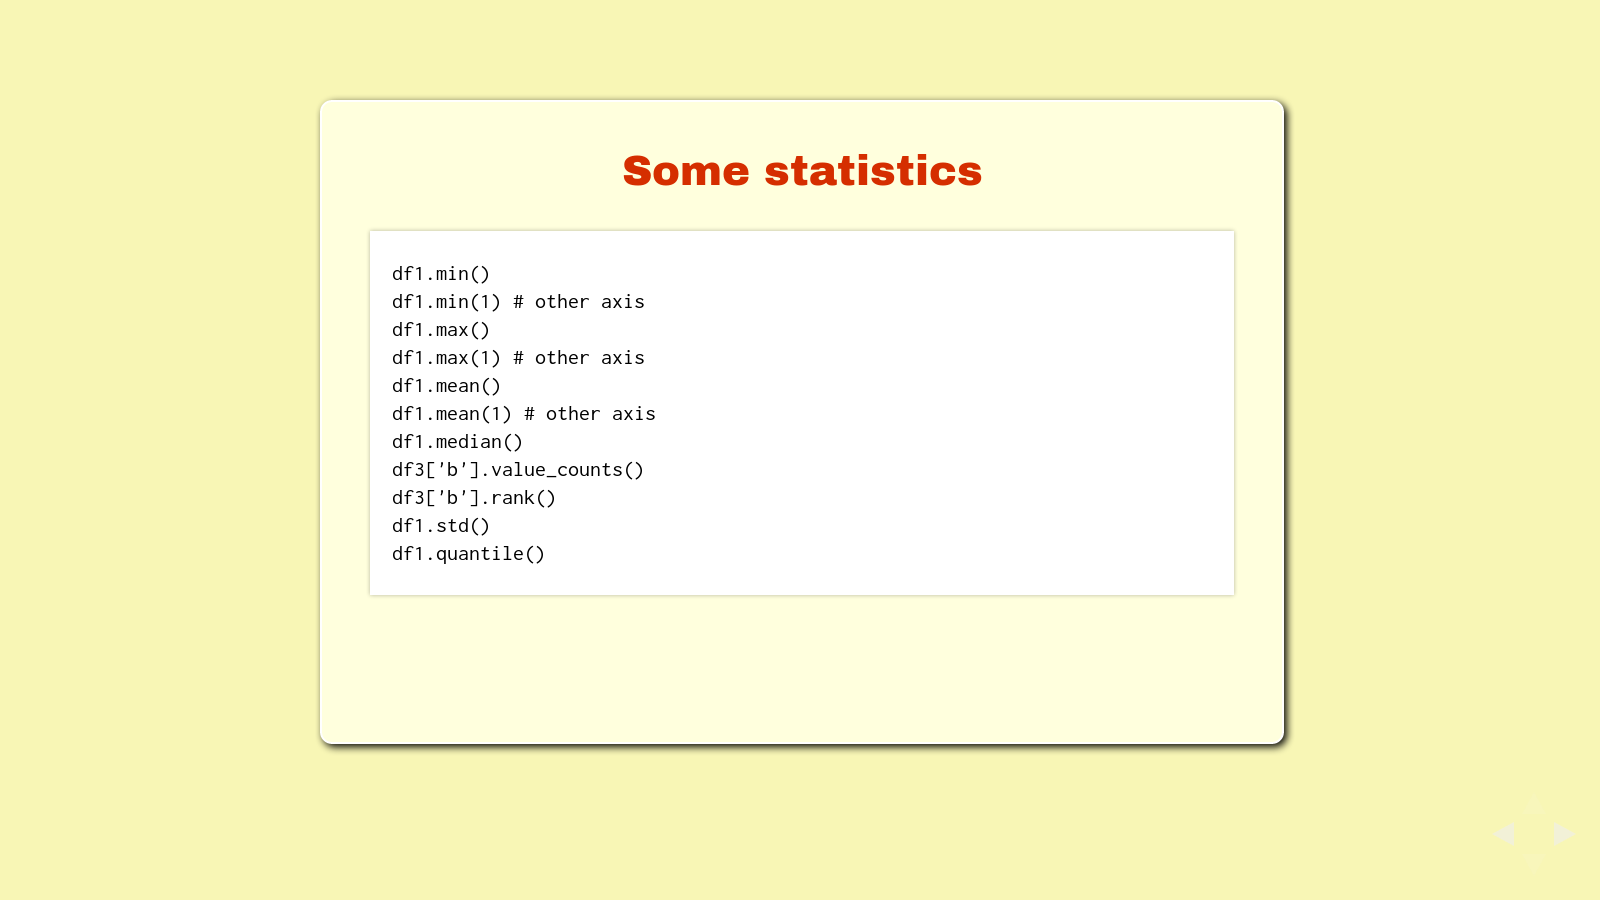 Some statistics
df1.min()
df1.min(1) # other axis
df1.max()
df1.max(1) # other axis
df1.mean()
df1.mean(1) # other axis
df1.median()
df3['b'].value_counts()
df3['b'].rank()
df1.std()
df1.quantile()